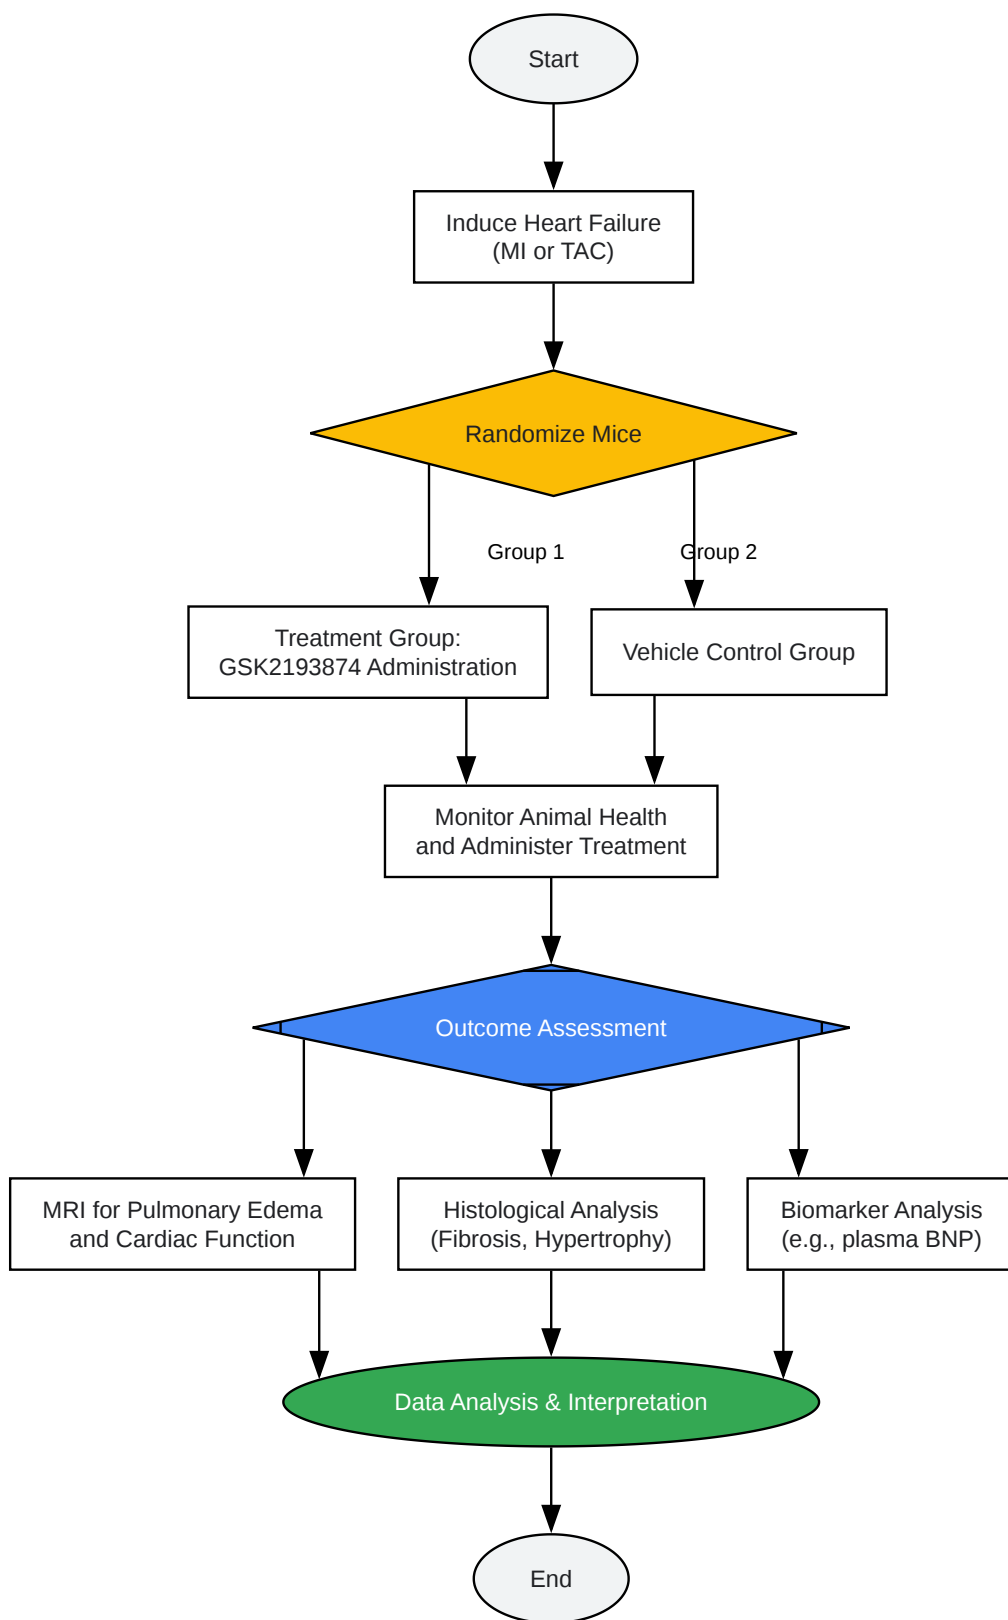 Start
Induce Heart Failure
(MI or TAC)
Randomize Mice
Group 1
Group 2
Treatment Group:
GSK2193874 Administration
Vehicle Control Group
Monitor Animal Health
and Administer Treatment
Outcome Assessment
MRI for Pulmonary Edema
and Cardiac Function
Histological Analysis
(Fibrosis, Hypertrophy)
Biomarker Analysis
(e.g., plasma BNP)
Data Analysis & Interpretation
End